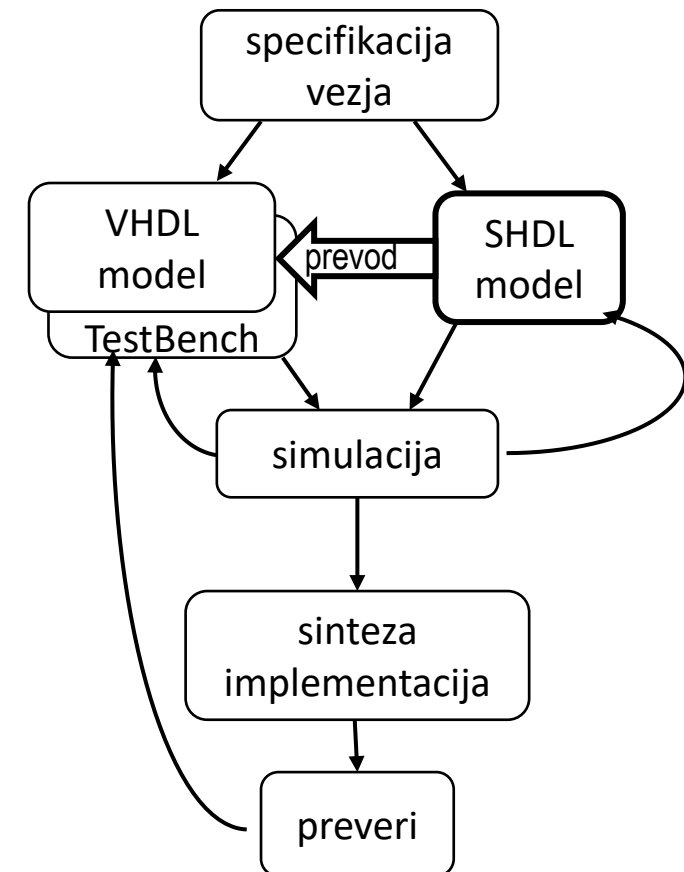 specifikacija
vezja
VHDL
model
TestBench
prevod
SHDL
model
simulacija
sinteza
implementacija
preveri